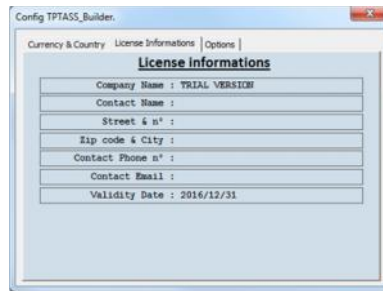 Config TPTASS_Builder.
Currency & Country License Informations Options
License informations
Company Name : TRIAL VERSION
Contact Name :
Street & n° :
Zip code & City :
Contact Phone n° :
Contact Email :
Validity Date : 2016/12/31